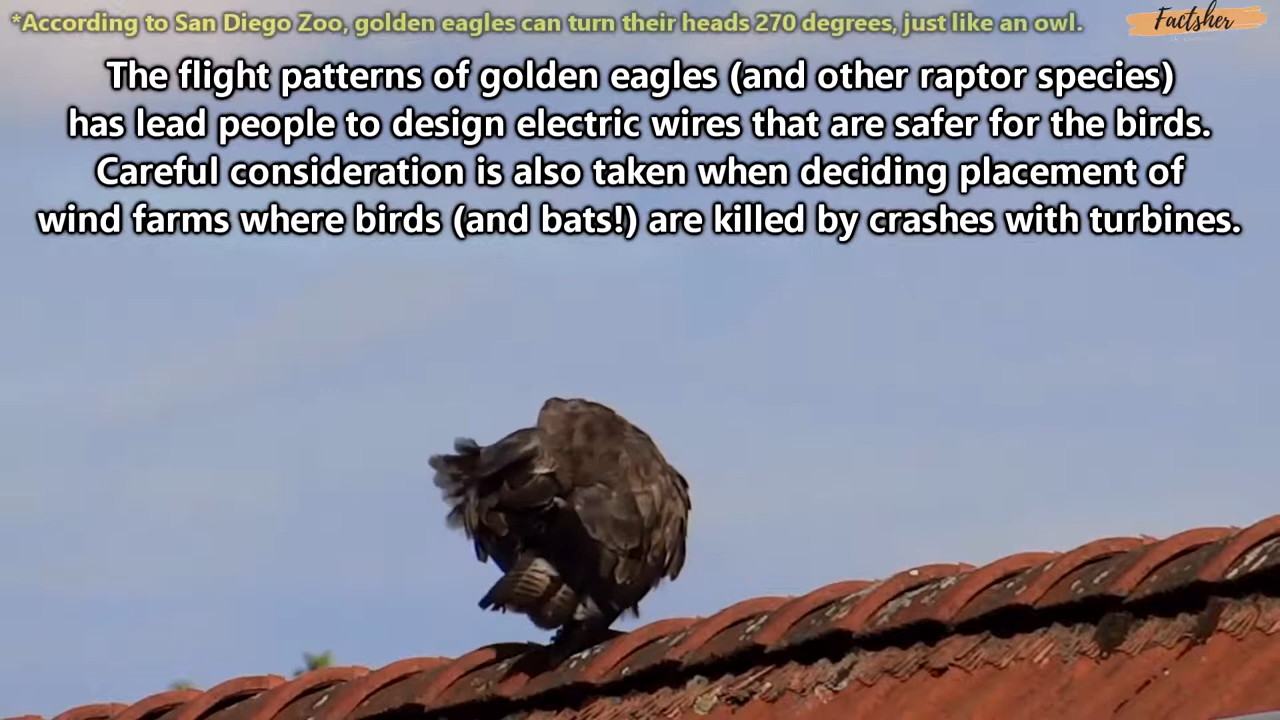 *According to San Diego Zoo, golden eagles can turn their heads 270 degrees, just like an owl.
Factsher
The flight patterns of golden eagles (and other raptor species)
has lead people to design electric wires that are safer for the birds.
Careful consideration is also taken when deciding placement of
wind farms where birds (and bats!) are killed by crashes with turbines.